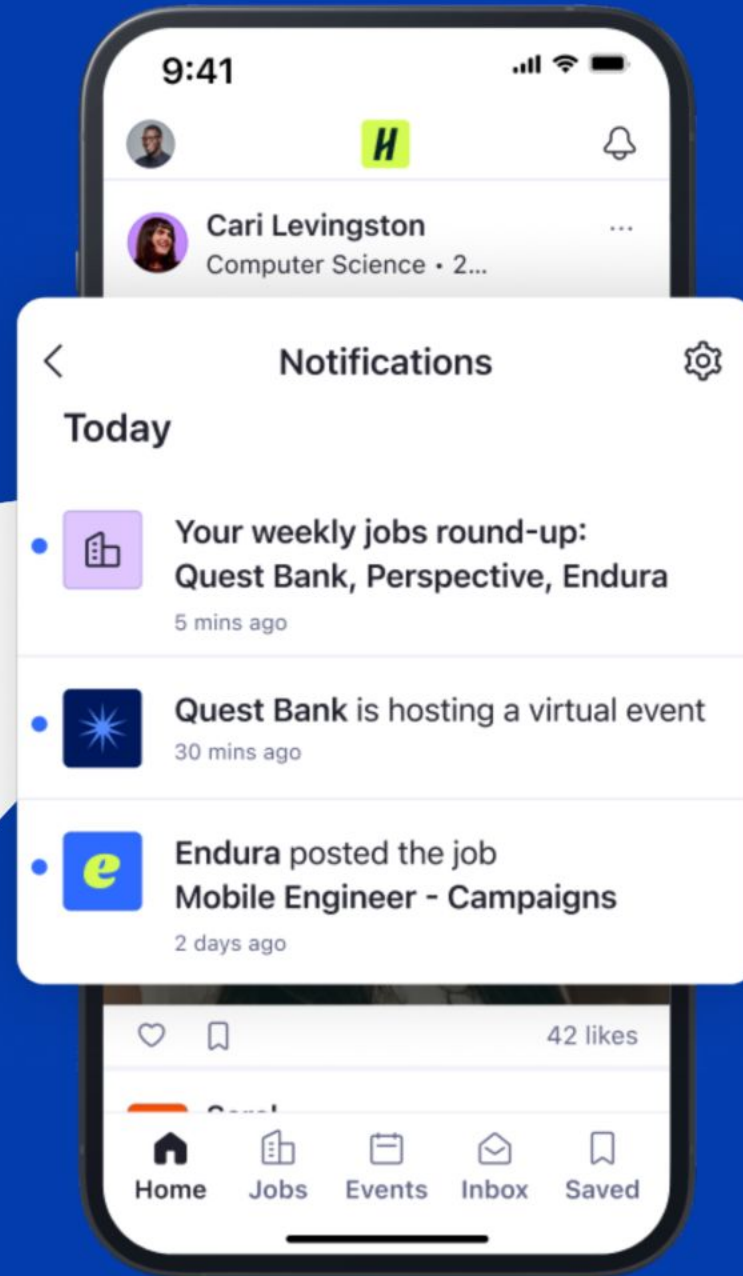 9:41
H
Cari Levingston
...
Computer Science • 2...
Notifications
Today
Your weekly jobs round-up:
Quest Bank, Perspective, Endura
5 mins ago
Quest Bank is hosting a virtual event
30 mins ago
e
Endura posted the job
Mobile Engineer - Campaigns
2 days ago
42 likes
Home
Jobs
Events
Inbox
Saved